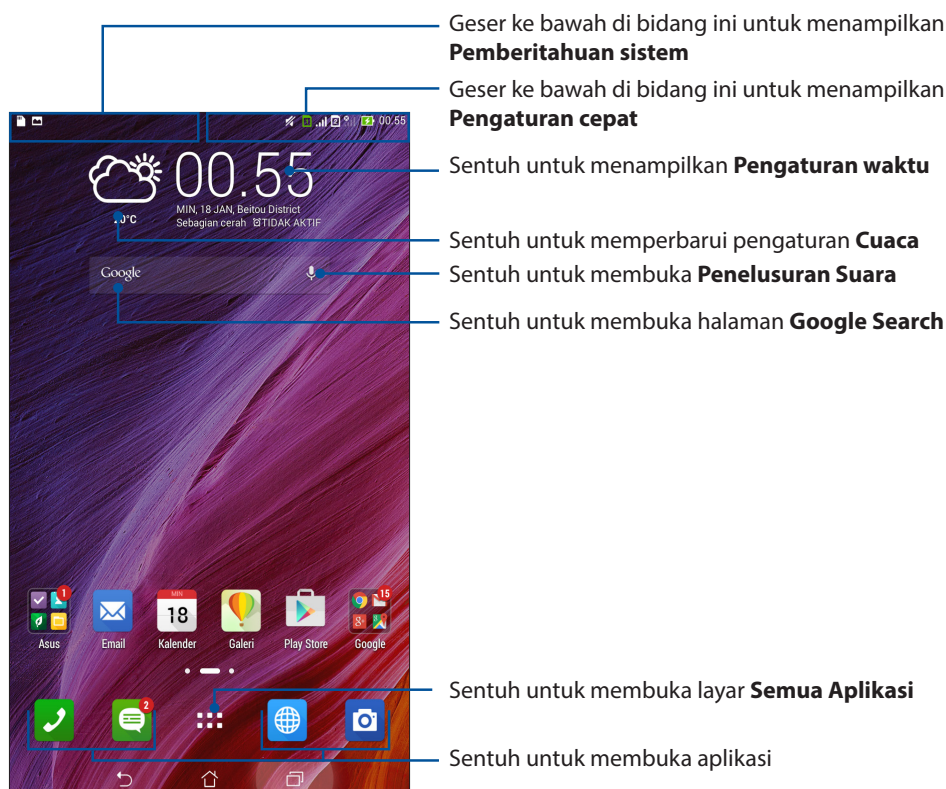 Geser ke bawah di bidang ini untuk menampilkan
Pemberitahuan sistem
Geser ke bawah di bidang ini untuk menampilkan
Pengaturan cepat
00.55
00.55
Sentuh untuk menampilkan Pengaturan waktu
MIN, 18 JAN, Beitou District
Sebagian cerah TIDAK AKTIF
0°C
Sentuh untuk memperbarui pengaturan Cuaca
Google
Sentuh untuk membuka Penelusuran Suara
Sentuh untuk membuka halaman Google Search
1
MIN
18
15
Asus
Email
Kalender
Galeri
Play Store
Google
Sentuh untuk membuka layar Semua Aplikasi
2
Sentuh untuk membuka aplikasi